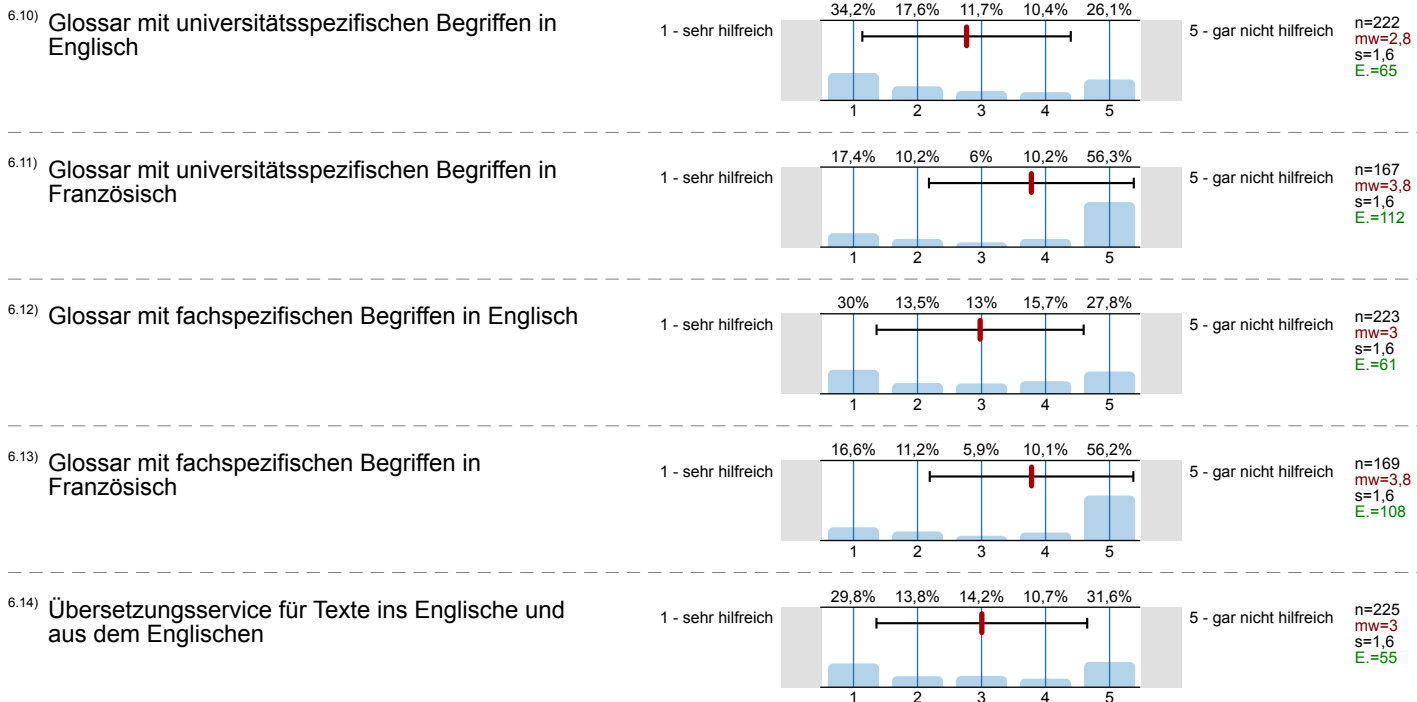 6.10) Glossar mit universitätsspezifischen Begriffen in
Englisch
1 - sehr hilfreich
34,2% 17,6% 11,7% 10,4% 26,1%
1 2 3 4 5
5 - gar nicht hilfreich
n=222
mw=2,8
s=1,6
E.=65
6.11) Glossar mit universitätsspezifischen Begriffen in
Französisch
1 - sehr hilfreich
17,4% 10,2% 6% 10,2% 56,3%
1 2 3 4 5
5 - gar nicht hilfreich
n=167
mw=3,8
s=1,6
E.=112
6.12) Glossar mit fachspezifischen Begriffen in Englisch
1 - sehr hilfreich
30% 13,5% 13% 15,7% 27,8%
1 2 3 4 5
5 - gar nicht hilfreich
n=223
mw=3
s=1,6
E.=61
6.13) Glossar mit fachspezifischen Begriffen in
Französisch
1 - sehr hilfreich
16,6% 11,2% 5,9% 10,1% 56,2%
1 2 3 4 5
5 - gar nicht hilfreich
n=169
mw=3,8
s=1,6
E.=108
6.14) Übersetzungsservice für Texte ins Englische und
aus dem Englischen
1 - sehr hilfreich
29,8% 13,8% 14,2% 10,7% 31,6%
1 2 3 4 5
5 - gar nicht hilfreich
n=225
mw=3
s=1,6
E.=55